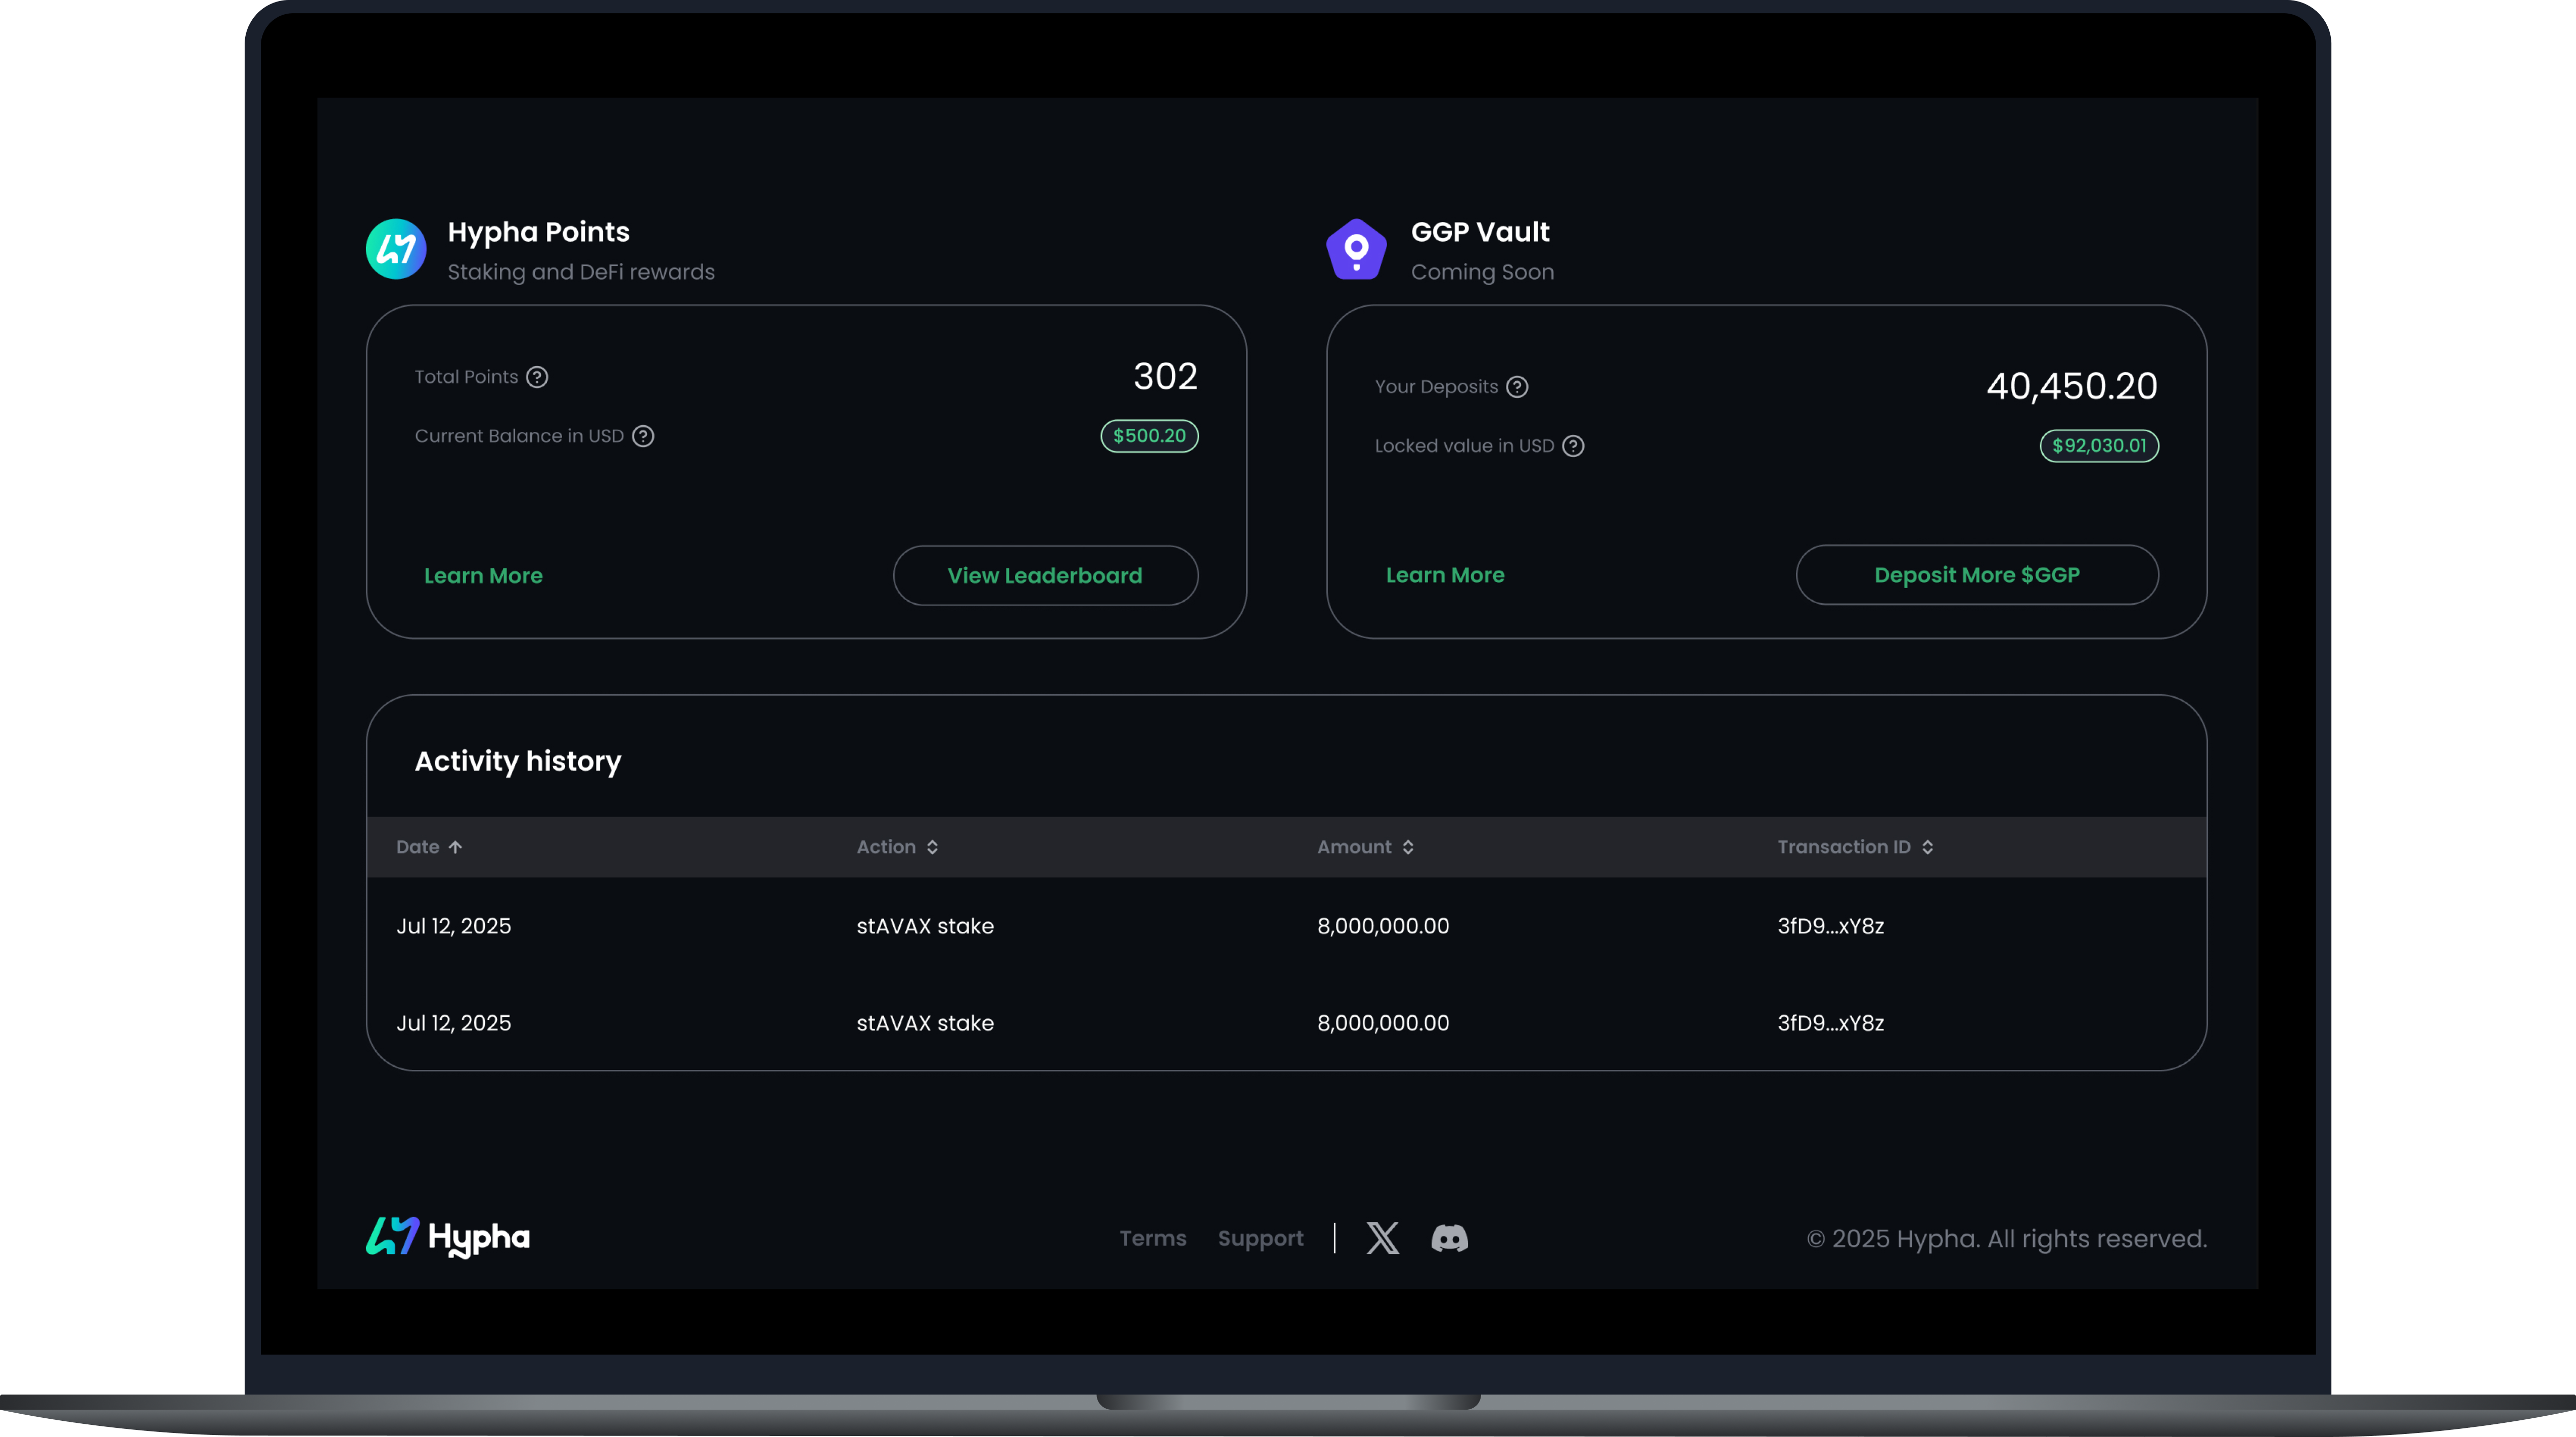 Hypha Points
Staking and DeFi rewards
Total Points ?
302
Current Balance in USD ?
$500.20
Learn More
View Leaderboard
GGP Vault
Coming Soon
Your Deposits ?
40,450.20
Locked value in USD ?
$92,030.01
Learn More
Deposit More $GGP
Activity history
Date Action Amount Transaction ID
Jul 12, 2025 stAVAX stake 8,000,000.00 3fD9...xY8z
Jul 12, 2025 stAVAX stake 8,000,000.00 3fD9...xY8z
Hypha
Terms Support
© 2025 Hypha. All rights reserved.